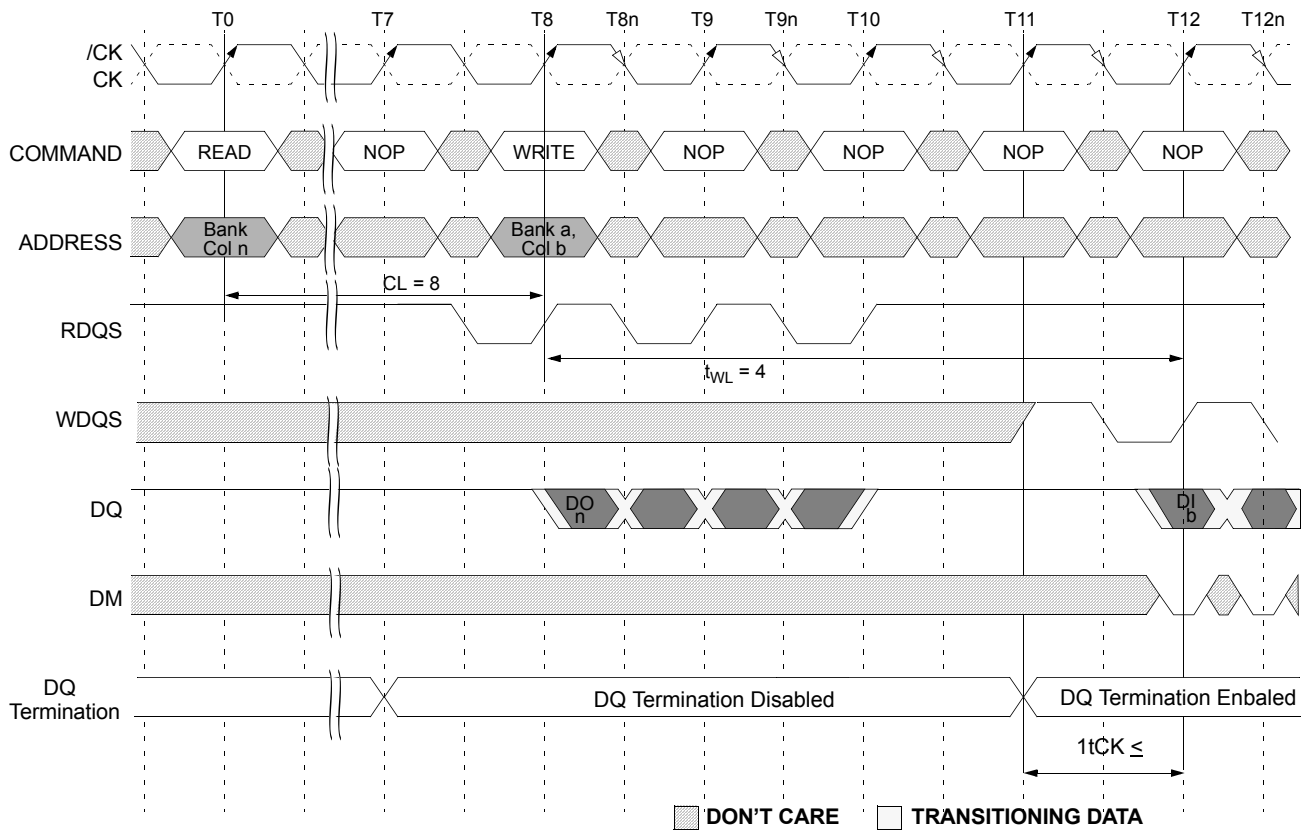 T0 T7 T8 T8n T9 T9n T10 T11 T12 T12n
/CK
CK
COMMAND READ NOP WRITE NOP NOP NOP NOP
ADDRESS
Bank
Col n
Bank a,
Col b
CL = 8
RDQS
tWL = 4
WDQS
DQ
DO
n
DI
b
DM
DQ
Termination
DQ Termination Disabled
DQ Termination Enbaled
1tCK ≤
DON'T CARE
TRANSITIONING DATA